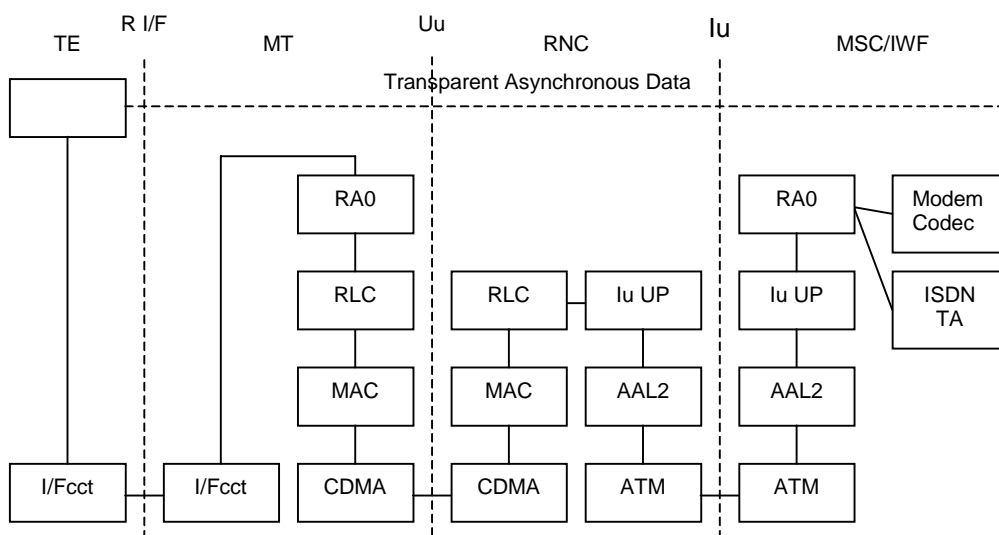 R I/F
Uu
Iu
TE
MT
RNC
MSC/IWF
Transparent Asynchronous Data
RA0
RA0
Modem
Codec
RLC
RLC
Iu UP
Iu UP
ISDN
TA
MAC
MAC
AAL2
AAL2
I/Fcct
I/Fcct
CDMA
CDMA
ATM
ATM